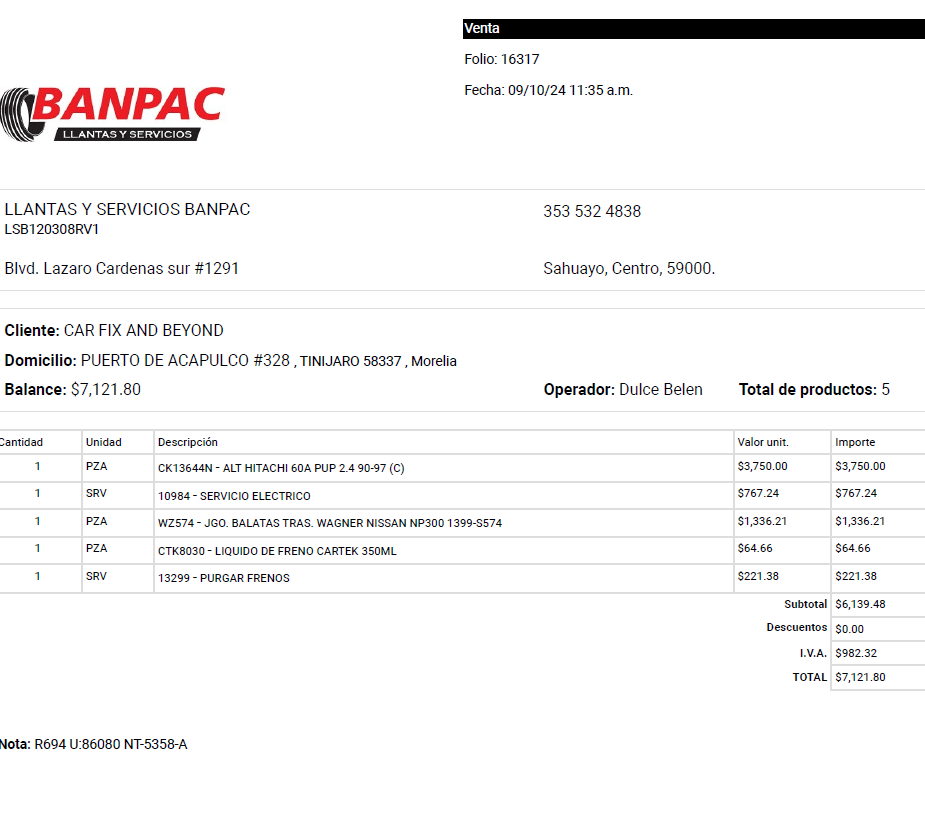 Venta
Folio: 16317
Fecha: 09/10/24 11:35 a.m.
BANPAC
LLANTAS Y SERVICIOS
LLANTAS Y SERVICIOS BANPAC
353 532 4838
LSB120308RV1
Blvd. Lazaro Cardenas sur #1291
Sahuayo, Centro, 59000.
Cliente: CAR FIX AND BEYOND
Domicilio: PUERTO DE ACAPULCO #328 , TINIJARO 58337 , Morelia
Balance: $7,121.80 Operador: Dulce Belen Total de productos: 5
Cantidad Unidad Descripción Valor unit. Importe
1 PZA CK13644N - ALT HITACHI 60A PUP 2.4 90-97 (C) $3,750.00 $3,750.00
1 SRV 10984 - SERVICIO ELECTRICO $767.24 $767.24
1 PZA WZ574 - JGO. BALATAS TRAS. WAGNER NISSAN NP300 1399-S574 $1,336.21 $1,336.21
1 PZA CTK8030 - LIQUIDO DE FRENO CARTEK 350ML $64.66 $64.66
1 SRV 13299 - PURGAR FRENOS $221.38 $221.38
Subtotal $6,139.48
Descuentos $0.00
I.V.A. $982.32
TOTAL $7,121.80
Nota: R694 U:86080 NT-5358-A